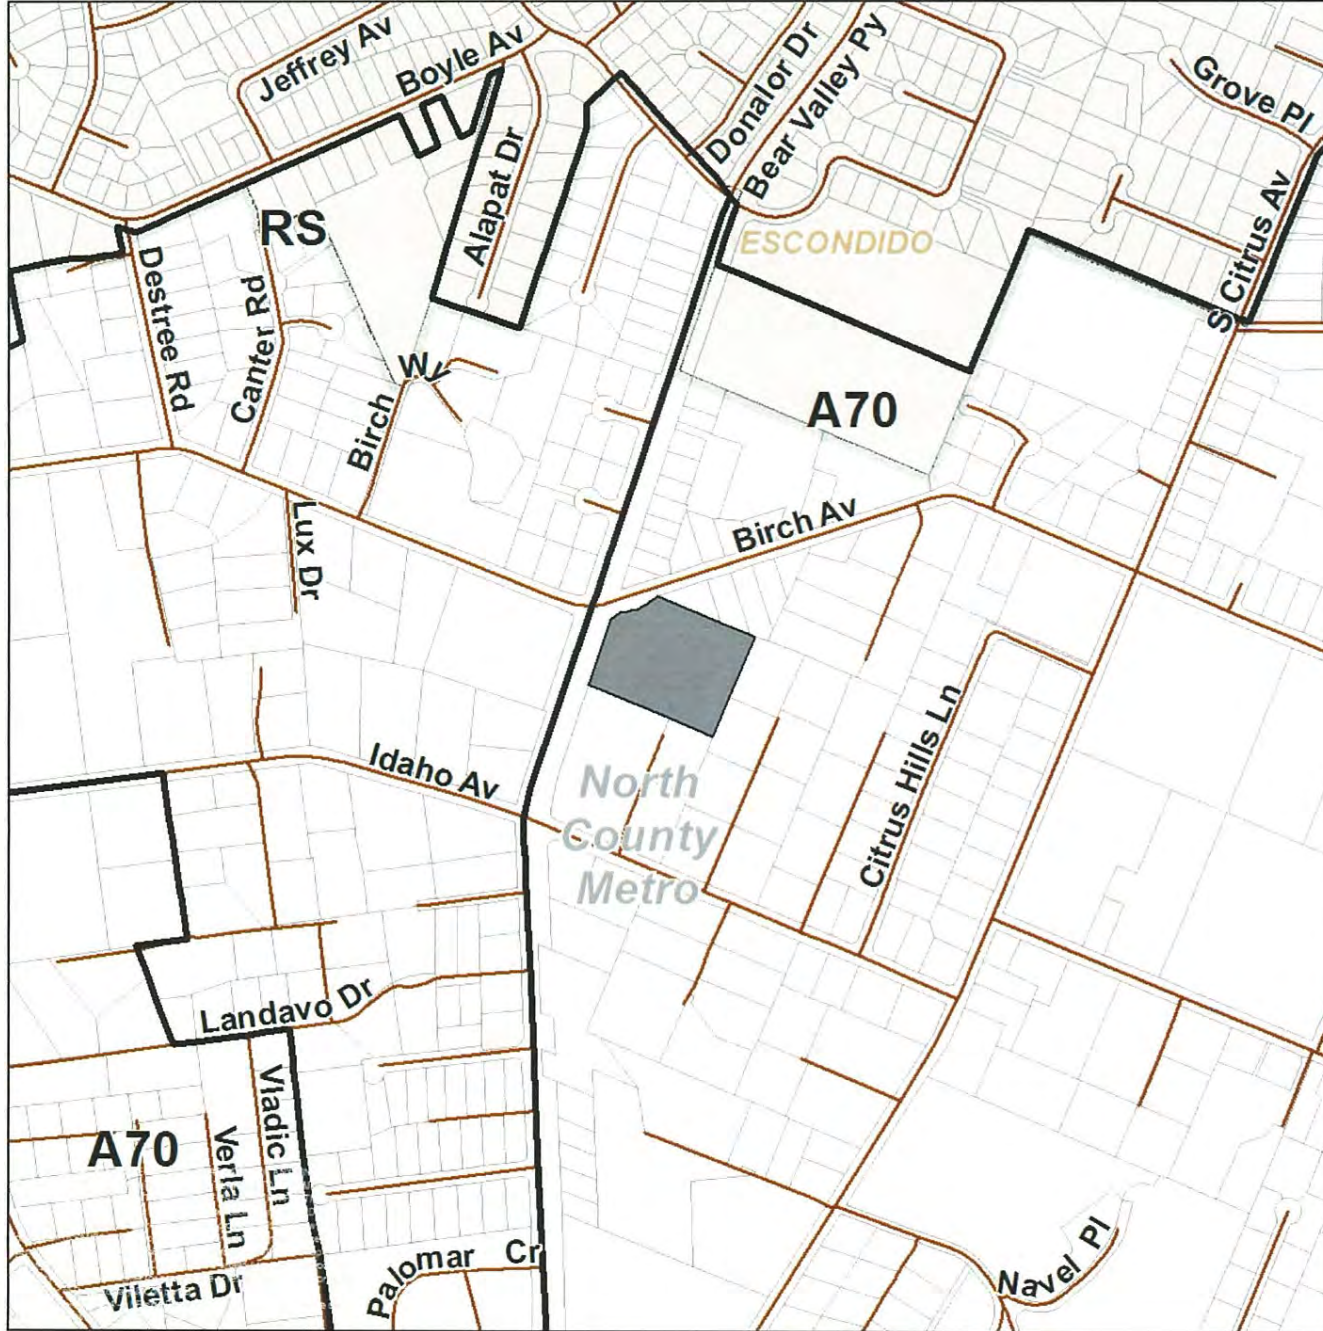 Jeffrey Av
Boyle Av
Donalor Dr
Bear Valley Py
Grove Pl
Alapat Dr
RS
S Citrus Av
ESCONDIDO
Destree Rd
Canter Rd
Birch
Wy
A70
Birch Av
Lux Dr
Idaho Av
North
County
Metro
Citrus Hills Ln
Landavo Dr
A70
Vladic Ln
Verla Ln
Viletta Dr
Palomar Cr
Navel Pl